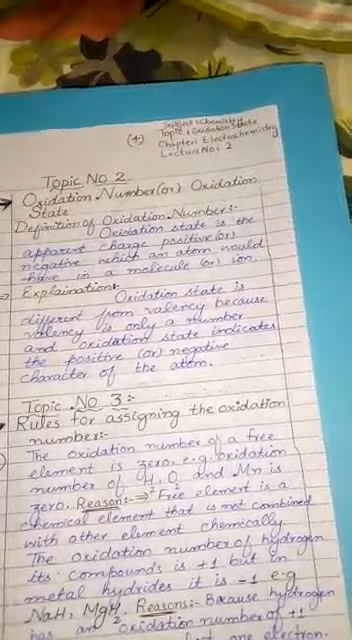 Subject: Chemistry
(4) Topic: Oxidation State
Chapter: Electrochemistry
Lecture No: 2
Topic NO 2
Oxidation Number (or) Oxidation
State
Definition of Oxidation Number:-
Oxidation state is the
apparent charge positive (or)
negative which an atom would
have in a molecule (or) ion.
Explaination:-
Oxidation state is
different from valency because
valency is only a number
and oxidation state indicates
the positive (or) negative
character of the atom.
Topic NO 3:-
Rules for assigning the oxidation
number:-
The oxidation number of a free
element is zero. e.g. oxidation
number of H, O and Mn is
zero. Reason:-→ Free element is a
chemical element that is not combined
with other element chemically.
The oxidation number of hydrogen
its compounds is +1 but in
metal hydrides it is -1 e.g
NaH, MgH2. Reasons:- Because hydrogen
has an oxidation number of +1
one electron.